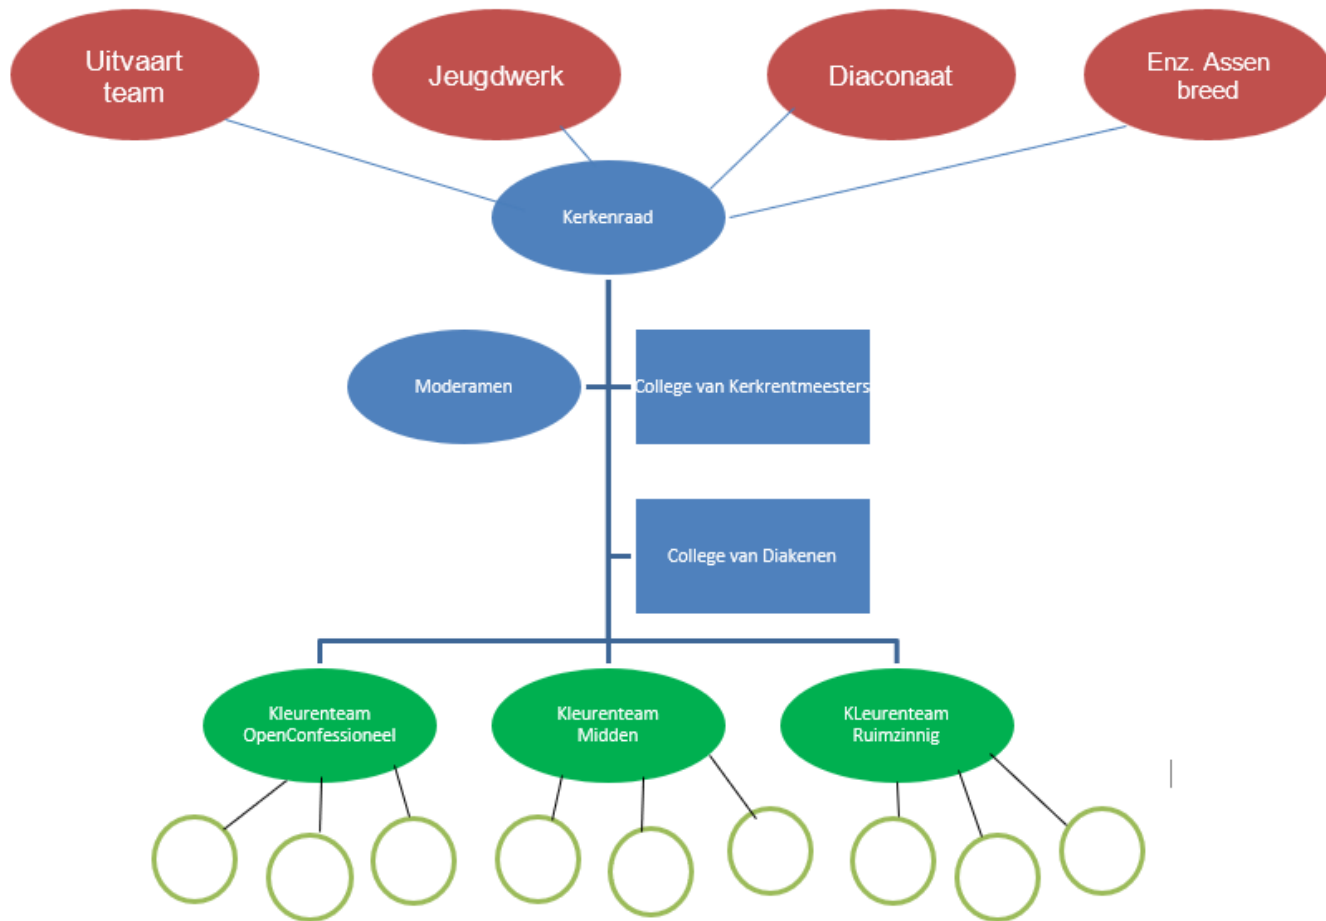 Uitvaart
team
Jeugdwerk
Diaconaat
Enz. Assen
breed
Kerkenraad
Moderamen
College van Kerkrentmeesters
College van Diakenen
Kleurenteam
OpenConfessioneel
Kleurenteam
Midden
KLeurenteam
Ruimzinnig